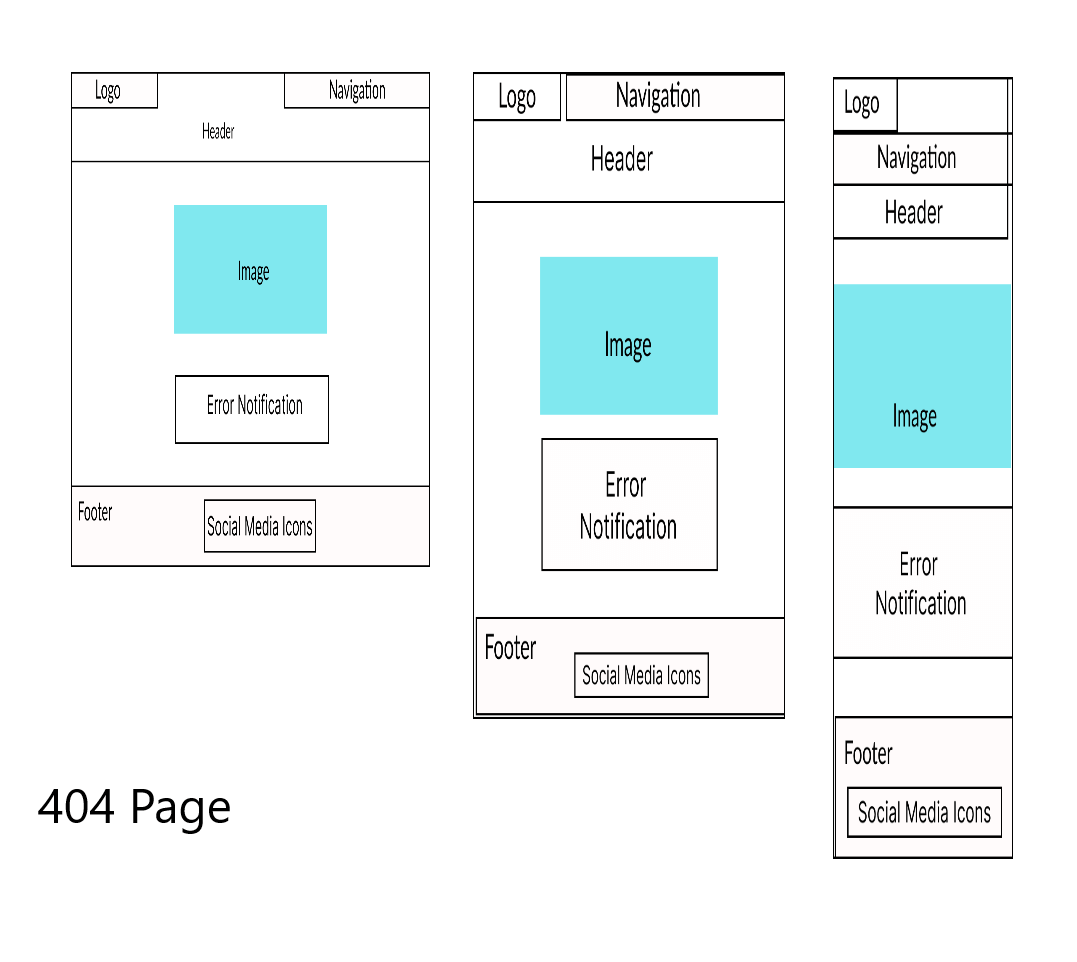 Logo
Navigation
Header
Image
Error Notification
Footer
Social Media Icons
Logo
Navigation
Header
Image
Error
Notification
Footer
Social Media Icons
Logo
Navigation
Header
Image
Error
Notification
Footer
Social Media Icons
404 Page